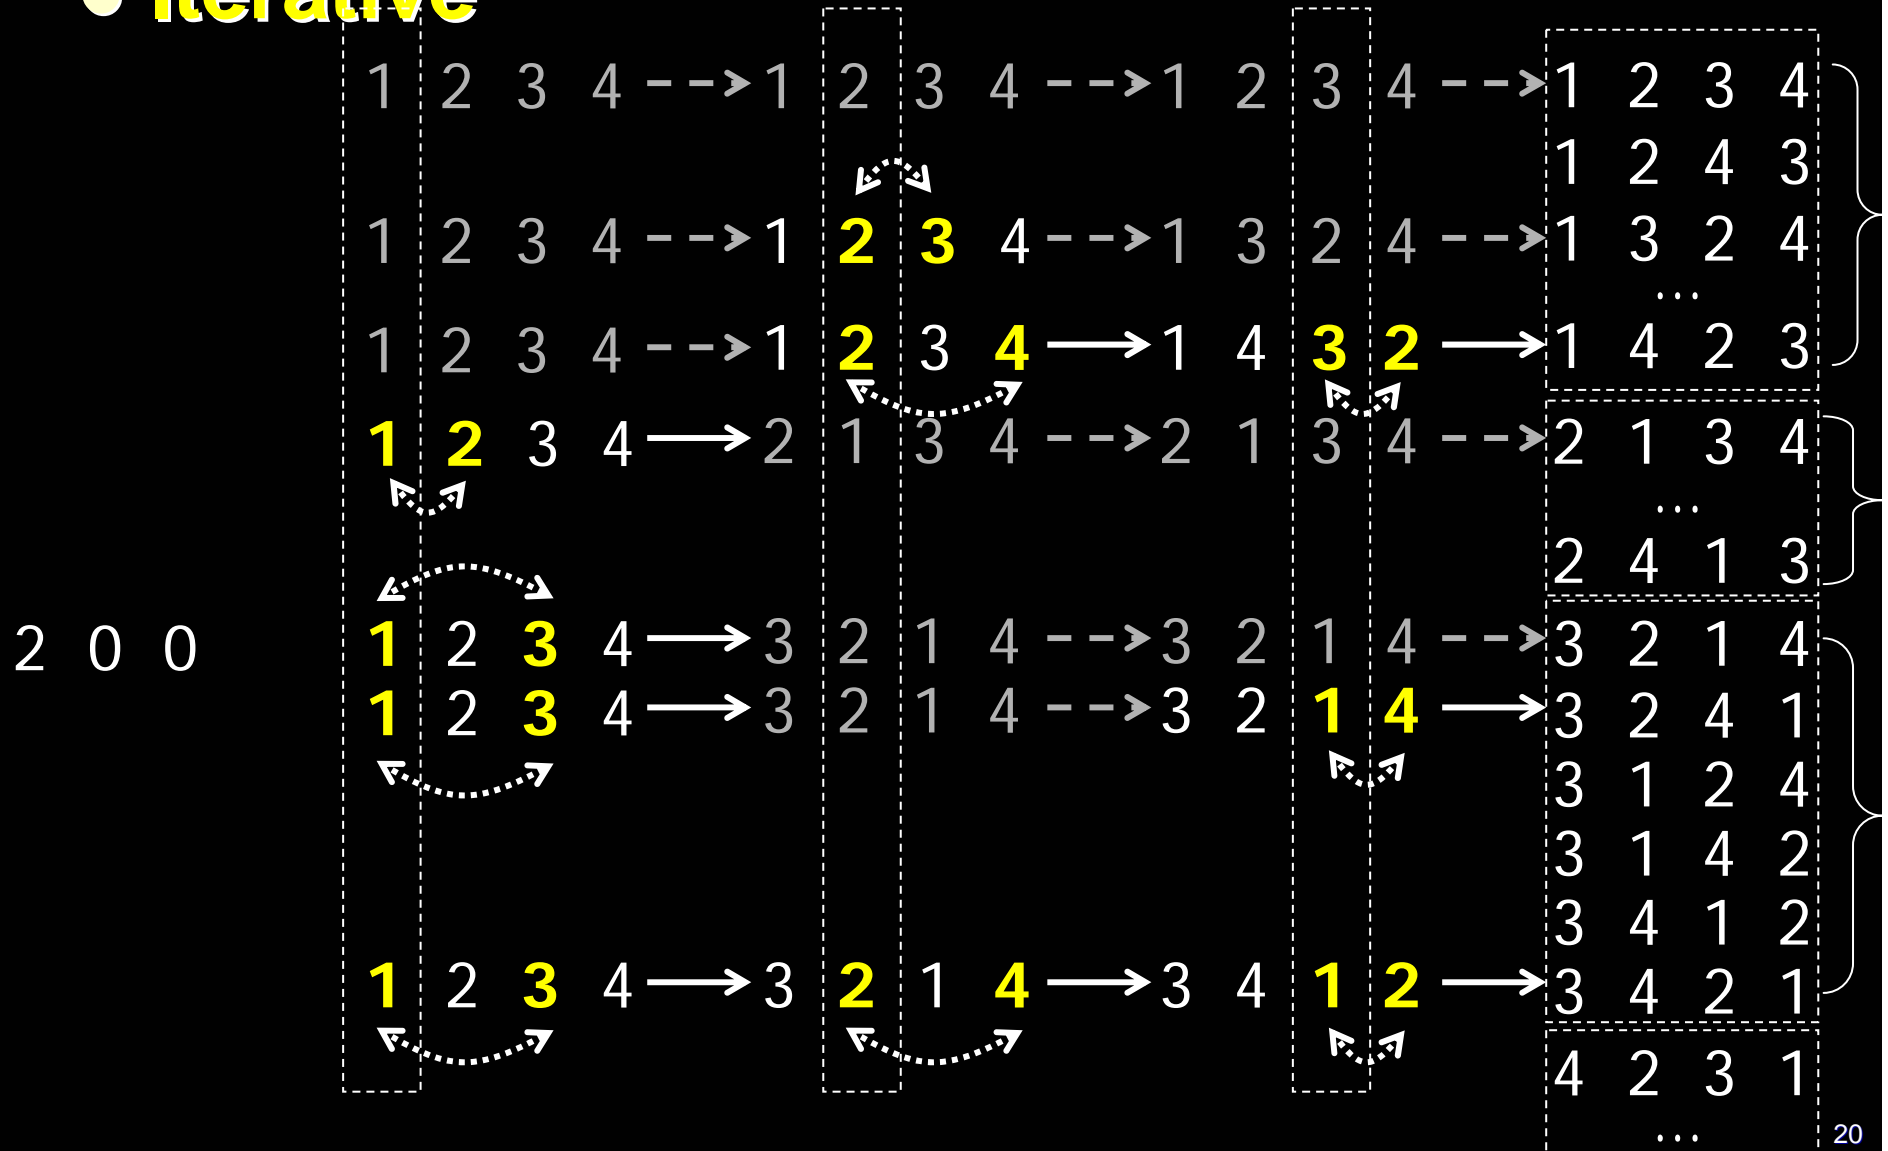 ● Iterative
1 2 3 4 1 2 3 4 1 2 3 4 1 2 3 4
1 2 4 3
1 2 3 4 1 2 3 4 1 3 2 4 1 3 2 4
...
1 2 3 4 1 2 3 4 1 4 3 2 1 4 2 3
1 2 3 4 2 1 3 4 2 1 3 4 2 1 3 4
...
2 4 1 3
2 0 0 1 2 3 4 3 2 1 4 3 2 1 4 3 2 1 4
1 2 3 4 3 2 1 4 3 2 1 4 3 2 4 1
3 1 2 4
3 1 4 2
3 4 1 2
1 2 3 4 3 2 1 4 3 4 1 2 3 4 2 1
4 2 3 1
...
20